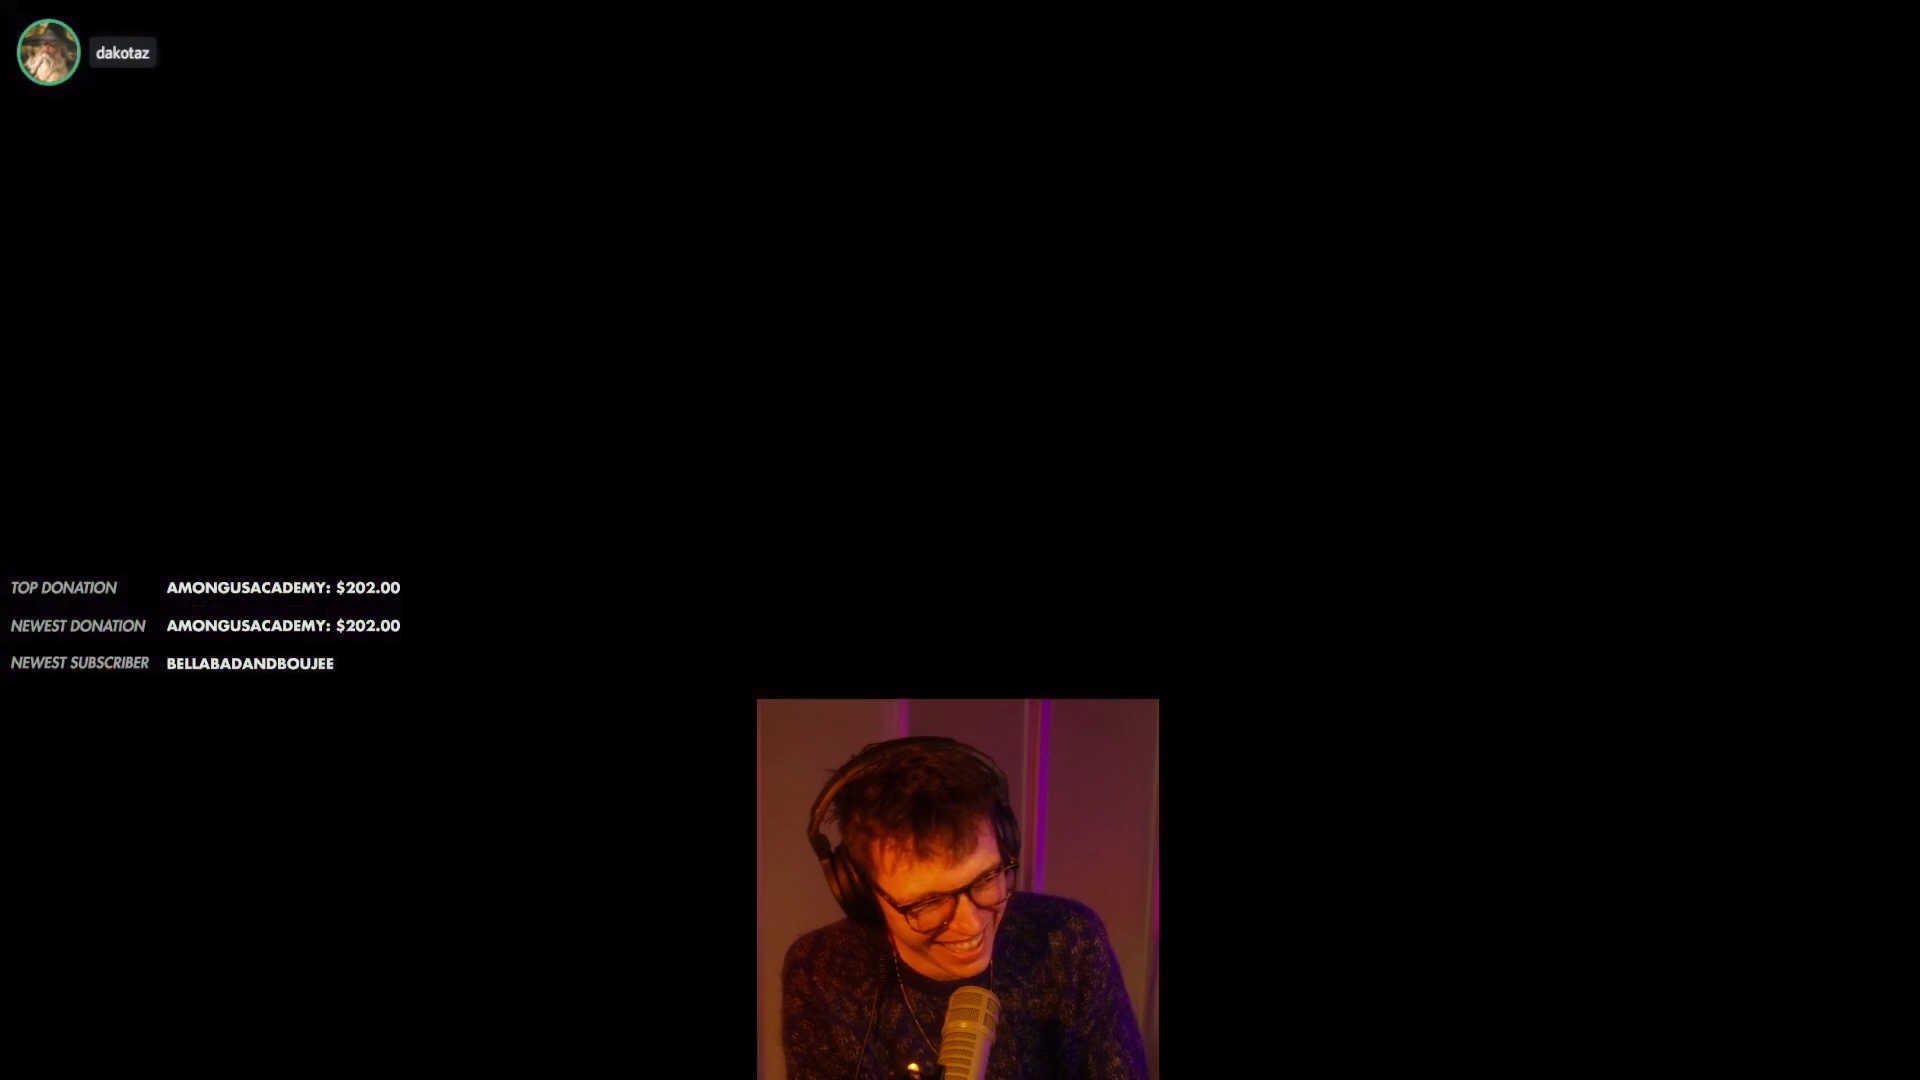 dakotaz
TOP DONATION AMONGUSACADEMY: $202.00
NEWEST DONATION AMONGUSACADEMY: $202.00
NEWEST SUBSCRIBER BELLABADANDBOUJEE